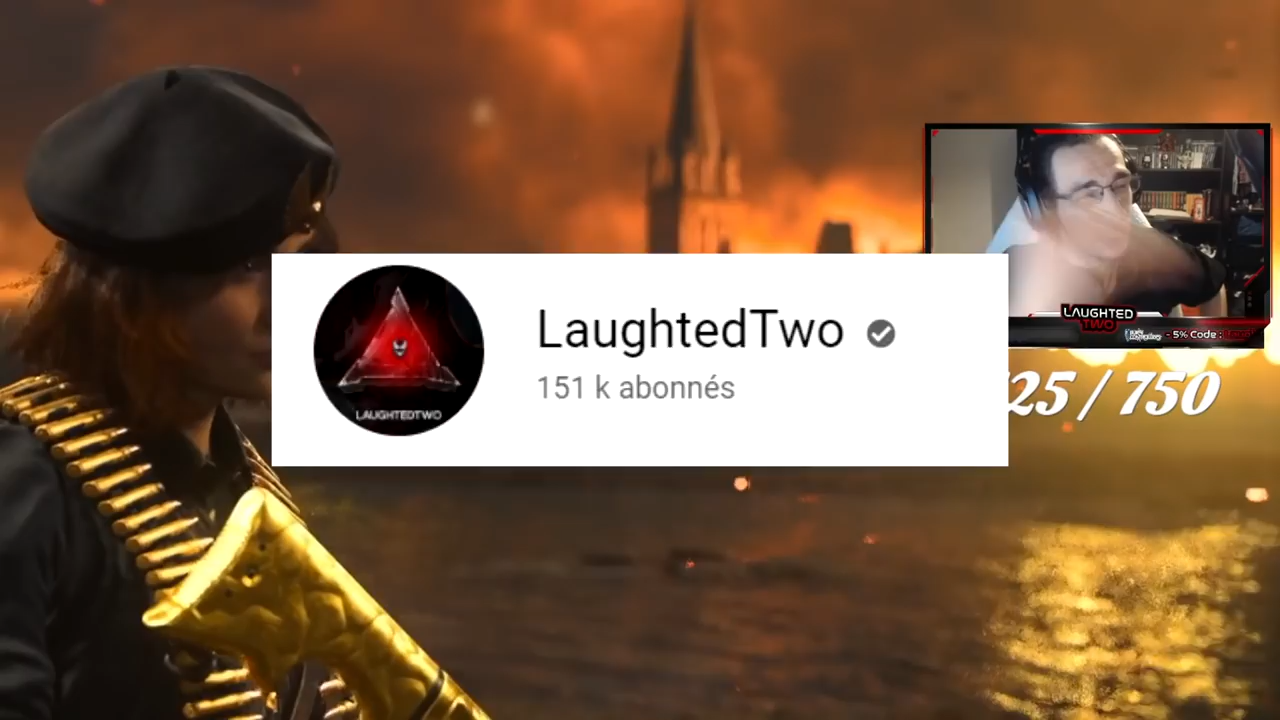 LaughtedTwo
151 k abonnés
LAUGHTEDTWO
LAUGHTED
TWO
- 5% Code :
25 / 750